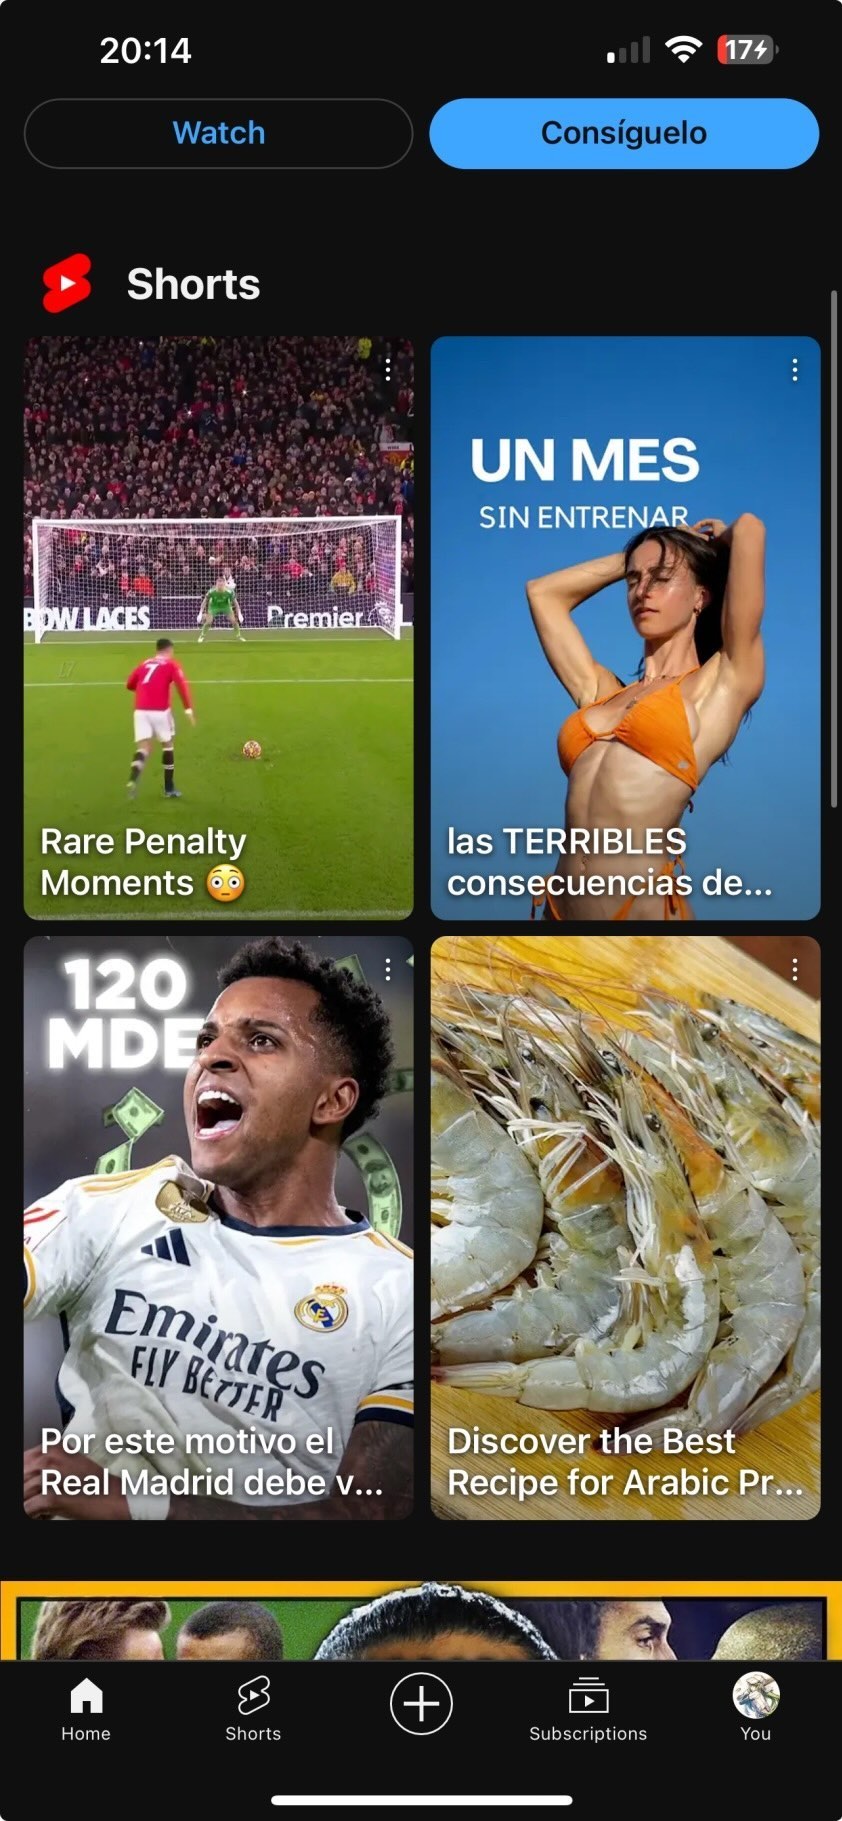 20:14
17
Watch
Consíguelo
Shorts
UN MES
SIN ENTRENAR
BOW LACES
Premier
L
7
17
Rare Penalty
Moments 😳
las TERRIBLES
consecuencias de...
120
MDE
Emirates
FLY BETTER
Por este motivo el
Real Madrid debe v...
Discover the Best
Recipe for Arabic Pr...
Home
Shorts
Subscriptions
You